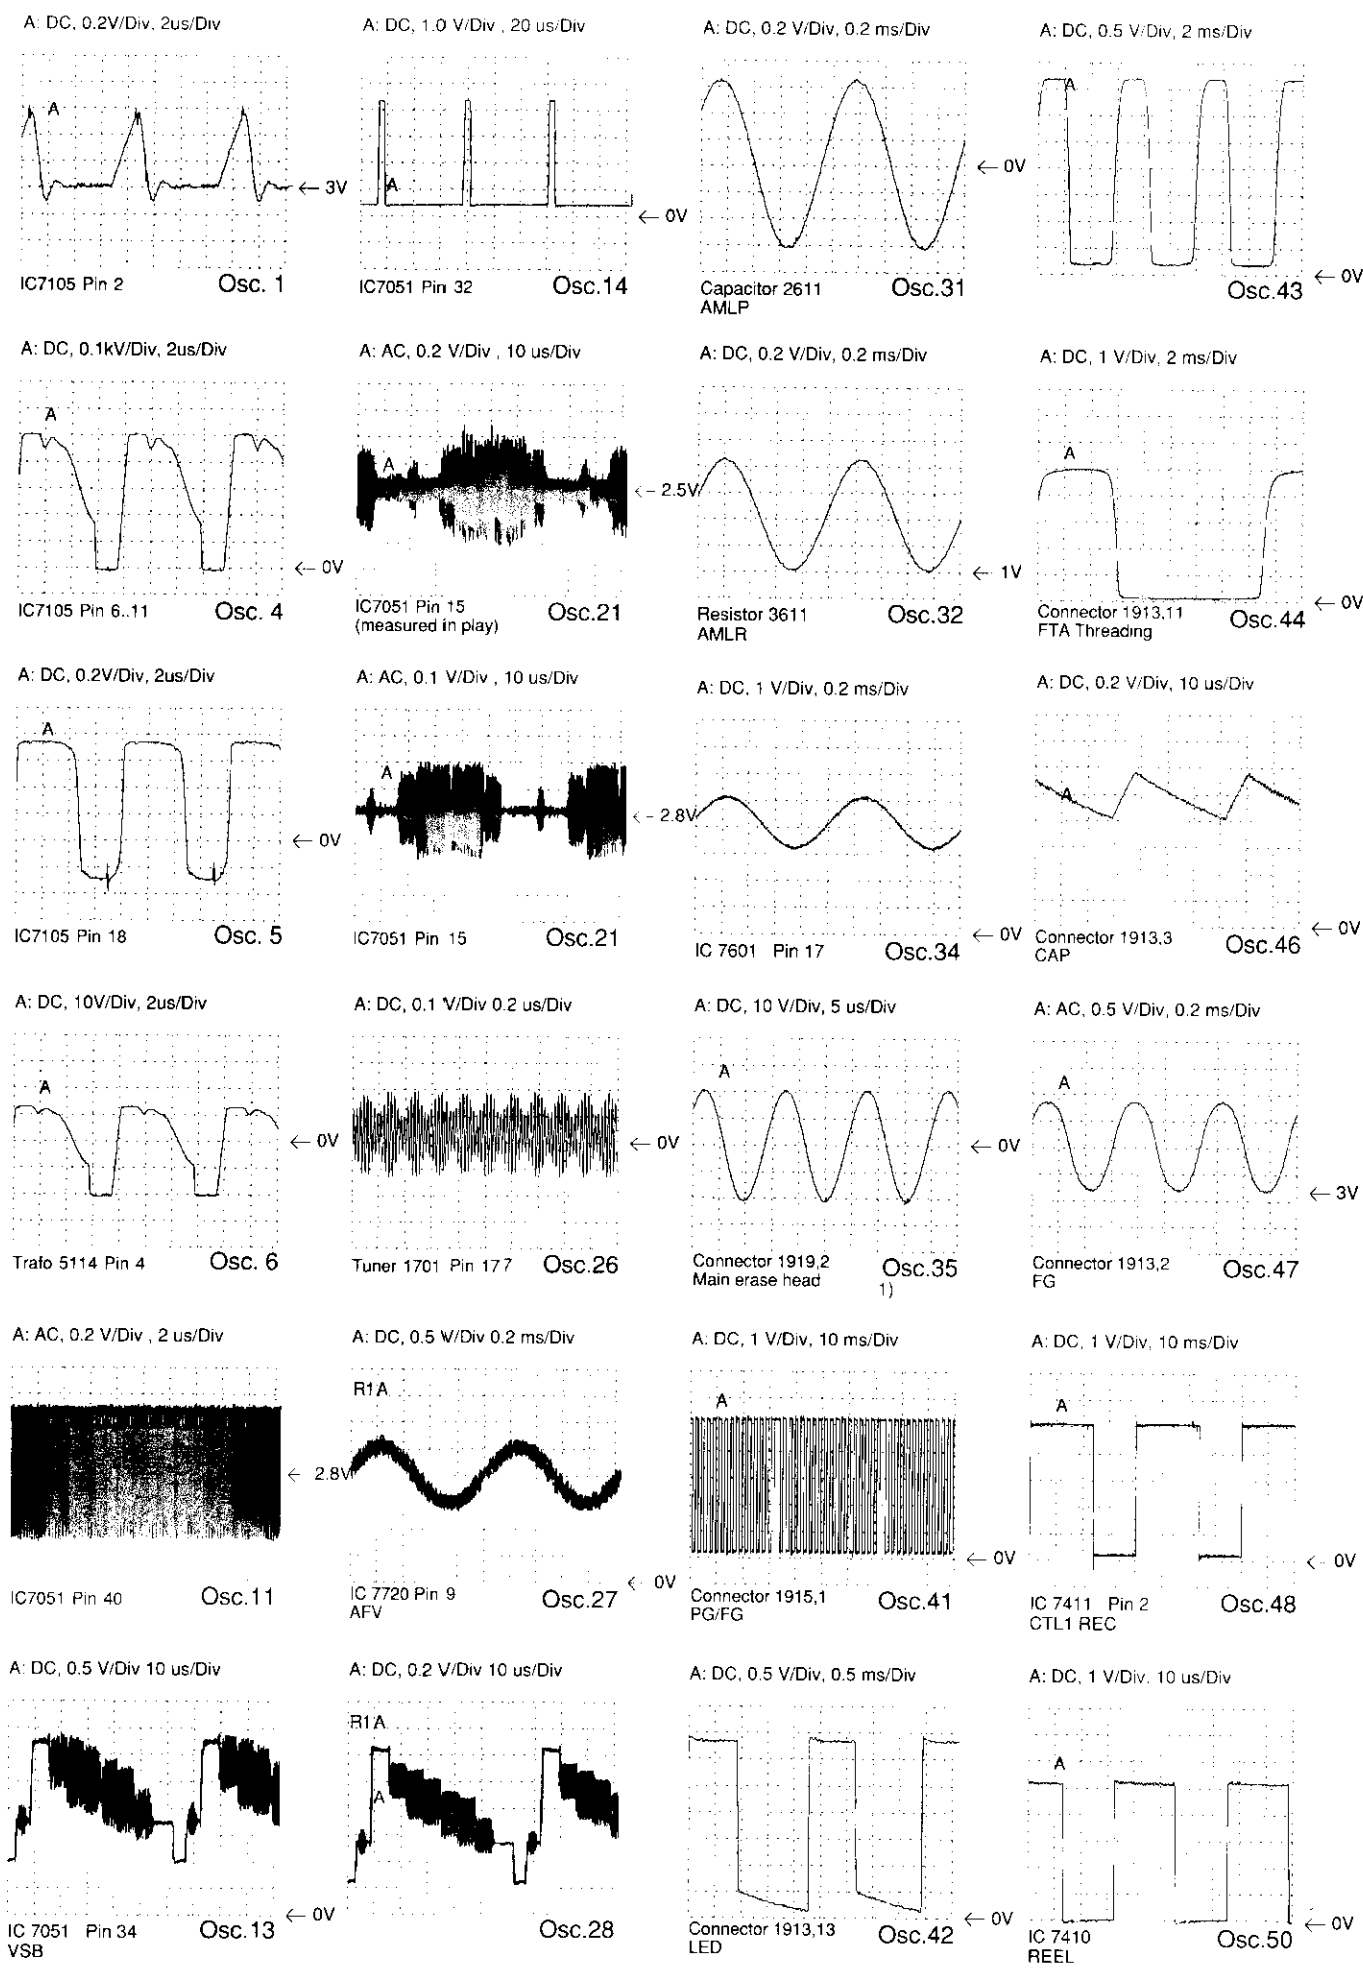 A: DC, 0.2V/Div, 2us/Div
A
← 3V
IC7105 Pin 2 Osc. 1
A: DC, 1.0 V/Div , 20 us/Div
A
← 0V
IC7051 Pin 32 Osc.14
A: DC, 0.2 V/Div, 0.2 ms/Div
← 0V
Capacitor 2611 Osc.31
AMLP
A: DC, 0.5 V/Div, 2 ms/Div
A
← 0V
Osc.43
A: DC, 0.1kV/Div, 2us/Div
A
← 0V
IC7105 Pin 6..11 Osc. 4
A: AC, 0.2 V/Div , 10 us/Div
A
← 2.5V
IC7051 Pin 15 Osc.21
(measured in play)
A: DC, 0.2 V/Div, 0.2 ms/Div
← 1V
Resistor 3611 Osc.32
AMLR
A: DC, 1 V/Div, 2 ms/Div
A
← 0V
Connector 1913,11 Osc.44
FTA Threading
A: DC, 0.2V/Div, 2us/Div
A
← 0V
IC7105 Pin 18 Osc. 5
A: AC, 0.1 V/Div , 10 us/Div
A
← 2.8V
IC7051 Pin 15 Osc.21
A: DC, 1 V/Div, 0.2 ms/Div
← 0V
IC 7601 Pin 17 Osc.34
A: DC, 0.2 V/Div, 10 us/Div
A
← 0V
Connector 1913,3 Osc.46
CAP
A: DC, 10V/Div, 2us/Div
A
← 0V
Trafo 5114 Pin 4 Osc. 6
A: DC, 0.1 V/Div 0.2 us/Div
← 0V
Tuner 1701 Pin 177 Osc.26
A: DC, 10 V/Div, 5 us/Div
A
← 0V
Connector 1919,2 Osc.35
Main erase head 1)
A: AC, 0.5 V/Div, 0.2 ms/Div
A
← 3V
Connector 1913,2 Osc.47
FG
A: AC, 0.2 V/Div , 2 us/Div
← 2.8V
IC7051 Pin 40 Osc.11
A: DC, 0.5 V/Div 0.2 ms/Div
R1A
← 0V
IC 7720 Pin 9 Osc.27
AFV
A: DC, 1 V/Div, 10 ms/Div
A
← 0V
Connector 1915,1 Osc.41
PG/FG
A: DC, 1 V/Div, 10 ms/Div
A
← 0V
IC 7411 Pin 2 Osc.48
CTL1 REC
A: DC, 0.5 V/Div 10 us/Div
← 0V
IC 7051 Pin 34 Osc.13
VSB
A: DC, 0.2 V/Div 10 us/Div
R1A
A
Osc.28
A: DC, 0.5 V/Div, 0.5 ms/Div
← 0V
Connector 1913,13 Osc.42
LED
A: DC, 1 V/Div. 10 us/Div
A
← 0V
IC 7410 Osc.50
REEL